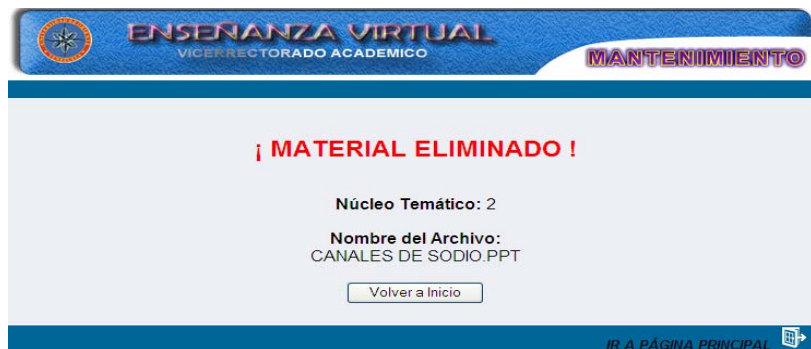 ENSEÑANZA VIRTUAL
VICERRECTORADO ACADEMICO
MANTENIMIENTO
¡ MATERIAL ELIMINADO !
Núcleo Temático: 2
Nombre del Archivo:
CANALES DE SODIO.PPT
Volver a Inicio
IR A PÁGINA PRINCIPAL